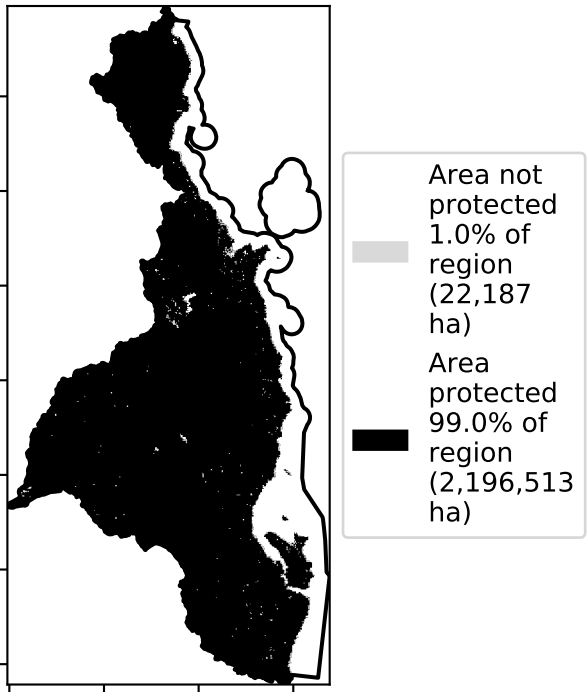 Area not
protected
1.0% of
region
(22,187
ha)
Area
protected
99.0% of
region
(2,196,513
ha)